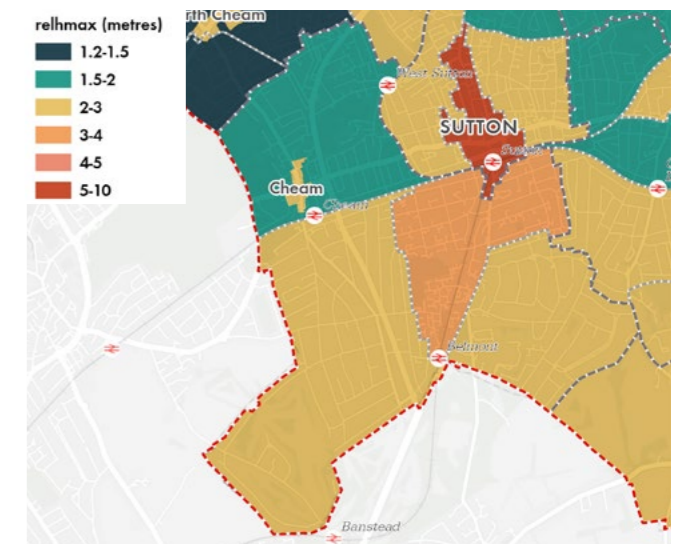 relhmax (metres)
1.2-1.5
1.5-2
2-3
3-4
4-5
5-10
rth Cheam
West Sutton
SUTTON
Sutton
Cheam
Cheam
Belmont
Banstead